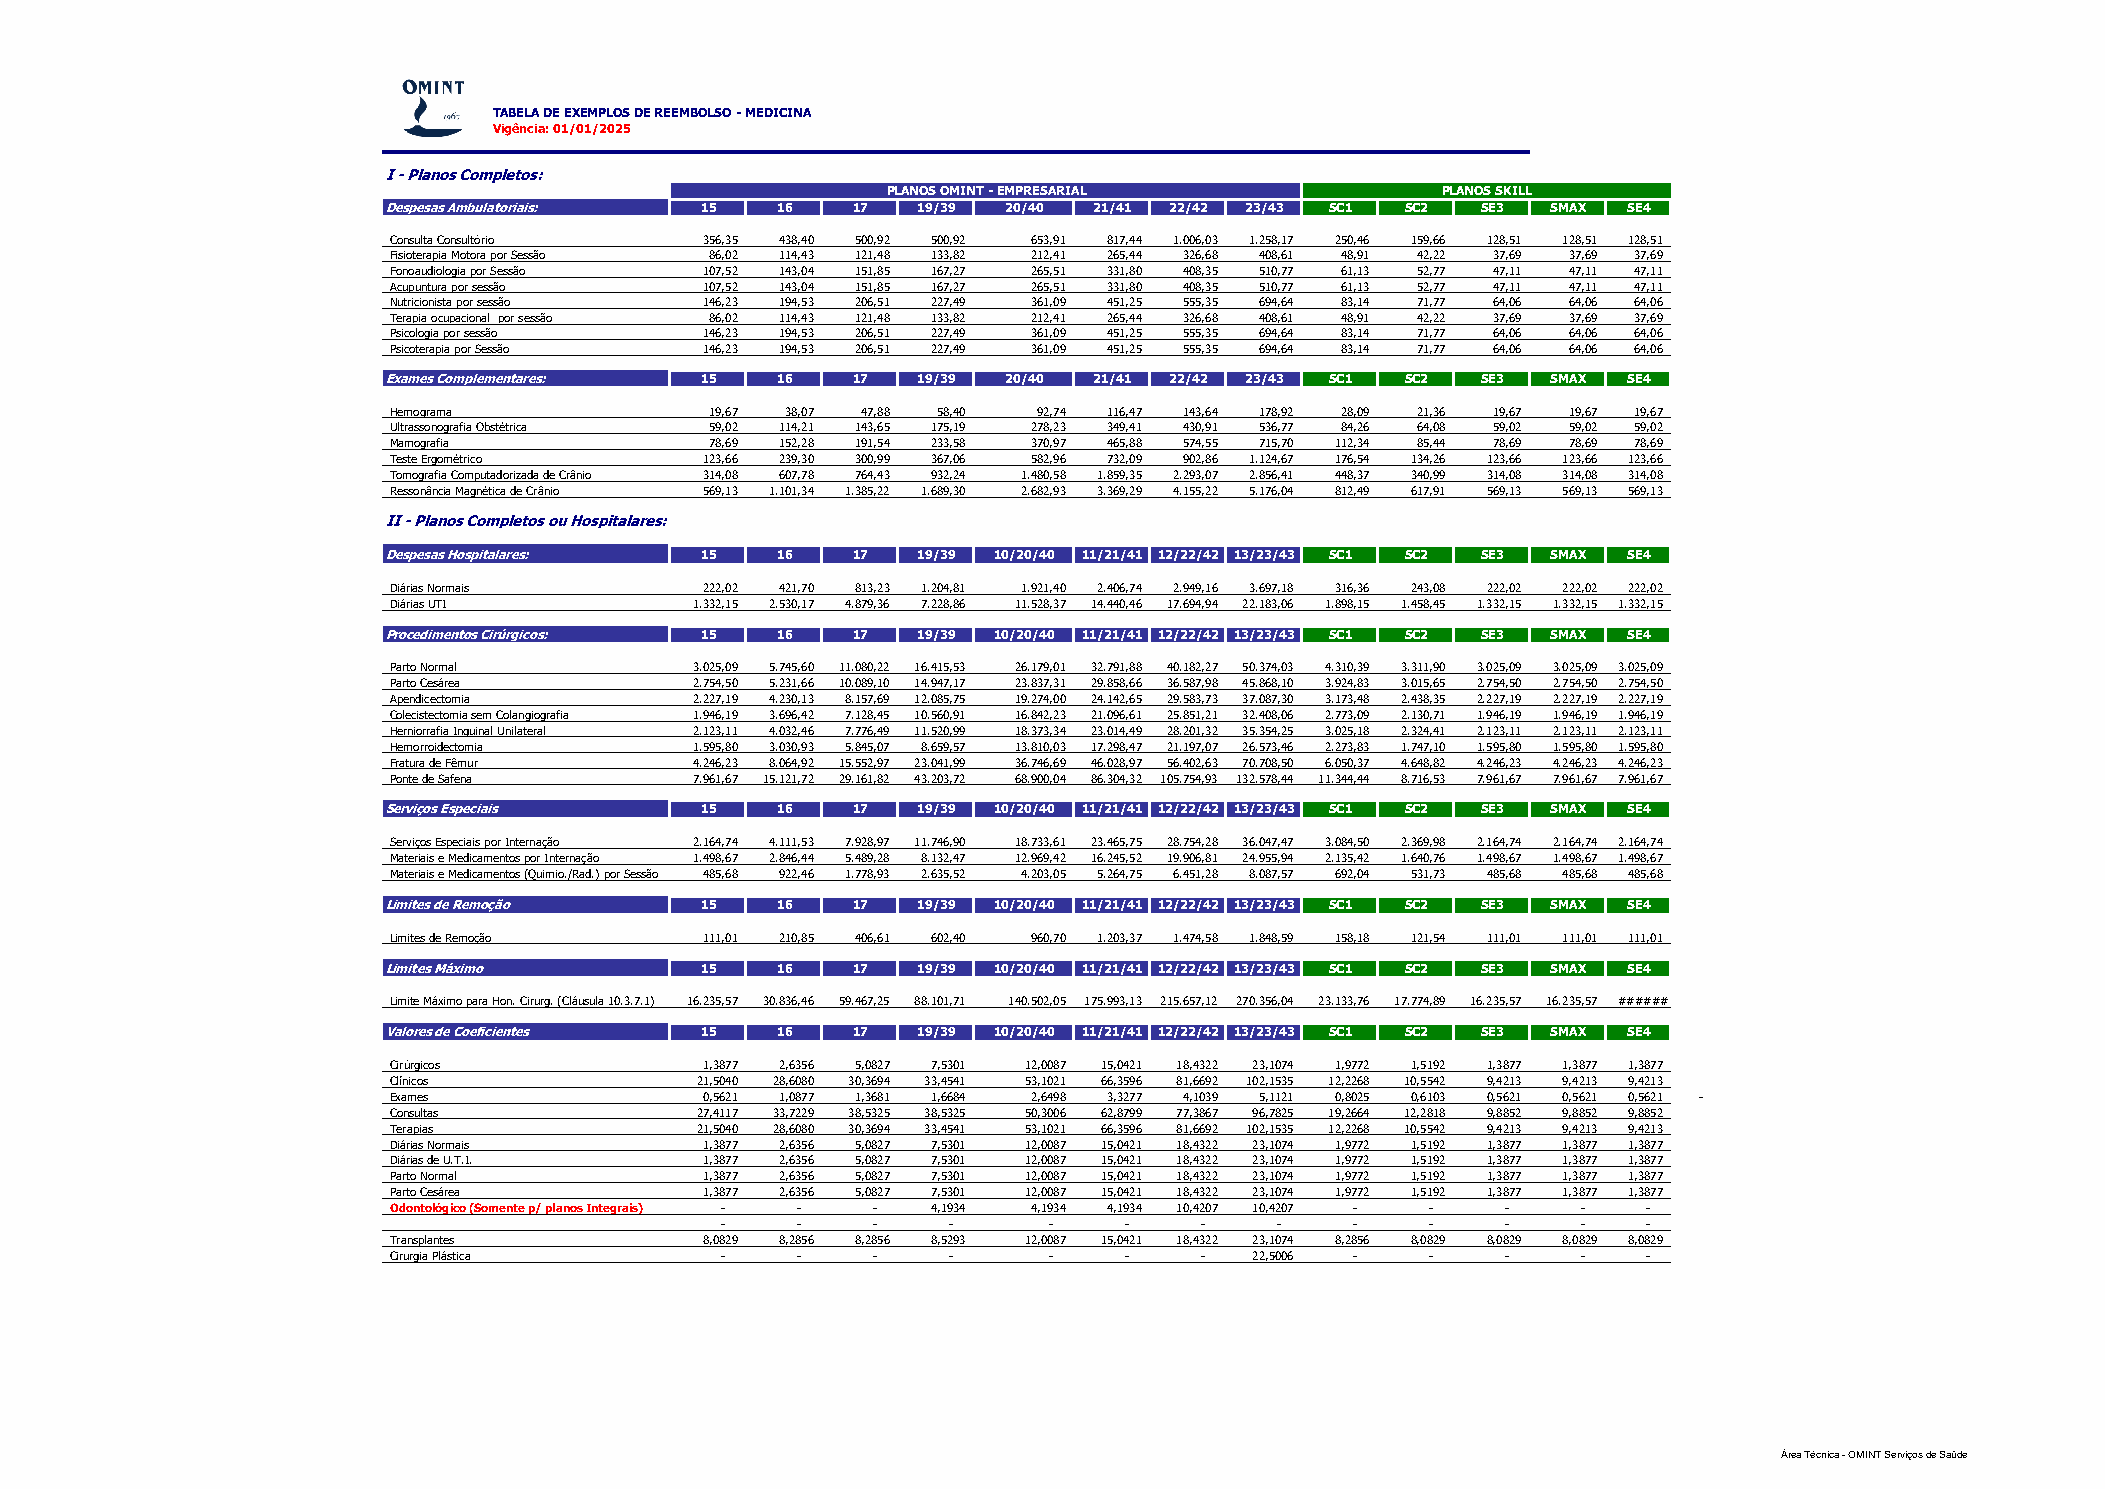 OMINT
1967
TABELA DE EXEMPLOS DE REEMBOLSO - MEDICINA
Vigência: 01/01/2025
I - Planos Completos:
PLANOS OMINT - EMPRESARIAL PLANOS SKILL
Despesas Ambulatoriais: 15 16 17 19/39 20/40 21/41 22/42 23/43 SC1 SC2 SE3 SMAX SE4
Consulta Consultório 356,35 438,40 500,92 500,92 653,91 817,44 1.006,03 1.258,17 250,46 159,66 128,51 128,51 128,51
Fisioterapia Motora por Sessão 86,02 114,43 121,48 133,82 212,41 265,44 326,68 408,61 48,91 42,22 37,69 37,69 37,69
Fonoaudiologia por Sessão 107,52 143,04 151,85 167,27 265,51 331,80 408,35 510,77 61,13 52,77 47,11 47,11 47,11
Acupuntura por sessão 107,52 143,04 151,85 167,27 265,51 331,80 408,35 510,77 61,13 52,77 47,11 47,11 47,11
Nutricionista por sessão 146,23 194,53 206,51 227,49 361,09 451,25 555,35 694,64 83,14 71,77 64,06 64,06 64,06
Terapia ocupacional por sessão 86,02 114,43 121,48 133,82 212,41 265,44 326,68 408,61 48,91 42,22 37,69 37,69 37,69
Psicologia por sessão 146,23 194,53 206,51 227,49 361,09 451,25 555,35 694,64 83,14 71,77 64,06 64,06 64,06
Psicoterapia por Sessão 146,23 194,53 206,51 227,49 361,09 451,25 555,35 694,64 83,14 71,77 64,06 64,06 64,06
Exames Complementares: 15 16 17 19/39 20/40 21/41 22/42 23/43 SC1 SC2 SE3 SMAX SE4
Hemograma 19,67 38,07 47,88 58,40 92,74 116,47 143,64 178,92 28,09 21,36 19,67 19,67 19,67
Ultrassonografia Obstétrica 59,02 114,21 143,65 175,19 278,23 349,41 430,91 536,77 84,26 64,08 59,02 59,02 59,02
Mamografia 78,69 152,28 191,54 233,58 370,97 465,88 574,55 715,70 112,34 85,44 78,69 78,69 78,69
Teste Ergométrico 123,66 239,30 300,99 367,06 582,96 732,09 902,86 1.124,67 176,54 134,26 123,66 123,66 123,66
Tomografia Computadorizada de Crânio 314,08 607,78 764,43 932,24 1.480,58 1.859,35 2.293,07 2.856,41 448,37 340,99 314,08 314,08 314,08
Ressonância Magnética de Crânio 569,13 1.101,34 1.385,22 1.689,30 2.682,93 3.369,29 4.155,22 5.176,04 812,49 617,91 569,13 569,13 569,13
II - Planos Completos ou Hospitalares:
Despesas Hospitalares: 15 16 17 19/39 10/20/40 11/21/41 12/22/42 13/23/43 SC1 SC2 SE3 SMAX SE4
Diárias Normais 222,02 421,70 813,23 1.204,81 1.921,40 2.406,74 2.949,16 3.697,18 316,36 243,08 222,02 222,02 222,02
Diárias UTI 1.332,15 2.530,17 4.879,36 7.228,86 11.528,37 14.440,46 17.694,94 22.183,06 1.898,15 1.458,45 1.332,15 1.332,15 1.332,15
Procedimentos Cirúrgicos: 15 16 17 19/39 10/20/40 11/21/41 12/22/42 13/23/43 SC1 SC2 SE3 SMAX SE4
Parto Normal 3.025,09 5.745,60 11.080,22 16.415,53 26.179,01 32.791,88 40.182,27 50.374,03 4.310,39 3.311,90 3.025,09 3.025,09 3.025,09
Parto Cesárea 2.754,50 5.231,66 10.089,10 14.947,17 23.837,31 29.858,66 36.587,98 45.868,10 3.924,83 3.015,65 2.754,50 2.754,50 2.754,50
Apendicectomia 2.227,19 4.230,13 8.157,69 12.085,75 19.274,00 24.142,65 29.583,73 37.087,30 3.173,48 2.438,35 2.227,19 2.227,19 2.227,19
Colecistectomia sem Colangiografia 1.946,19 3.696,42 7.128,45 10.560,91 16.842,23 21.096,61 25.851,21 32.408,06 2.773,09 2.130,71 1.946,19 1.946,19 1.946,19
Herniorrafia Inguinal Unilateral 2.123,11 4.032,46 7.776,49 11.520,99 18.373,34 23.014,49 28.201,32 35.354,25 3.025,18 2.324,41 2.123,11 2.123,11 2.123,11
Hemorroidectomia 1.595,80 3.030,93 5.845,07 8.659,57 13.810,03 17.298,47 21.197,07 26.573,46 2.273,83 1.747,10 1.595,80 1.595,80 1.595,80
Fratura de Fêmur 4.246,23 8.064,92 15.552,97 23.041,99 36.746,69 46.028,97 56.402,63 70.708,50 6.050,37 4.648,82 4.246,23 4.246,23 4.246,23
Ponte de Safena 7.961,67 15.121,72 29.161,82 43.203,72 68.900,04 86.304,32 105.754,93 132.578,44 11.344,44 8.716,53 7.961,67 7.961,67 7.961,67
Serviços Especiais 15 16 17 19/39 10/20/40 11/21/41 12/22/42 13/23/43 SC1 SC2 SE3 SMAX SE4
Serviços Especiais por Internação 2.164,74 4.111,53 7.928,97 11.746,90 18.733,61 23.465,75 28.754,28 36.047,47 3.084,50 2.369,98 2.164,74 2.164,74 2.164,74
Materiais e Medicamentos por Internação 1.498,67 2.846,44 5.489,28 8.132,47 12.969,42 16.245,52 19.906,81 24.955,94 2.135,42 1.640,76 1.498,67 1.498,67 1.498,67
Materiais e Medicamentos (Quimio./Rad.) por Sessão 485,68 922,46 1.778,93 2.635,52 4.203,05 5.264,75 6.451,28 8.087,57 692,04 531,73 485,68 485,68 485,68
Limites de Remoção 15 16 17 19/39 10/20/40 11/21/41 12/22/42 13/23/43 SC1 SC2 SE3 SMAX SE4
Limites de Remoção 111,01 210,85 406,61 602,40 960,70 1.203,37 1.474,58 1.848,59 158,18 121,54 111,01 111,01 111,01
Limites Máximo 15 16 17 19/39 10/20/40 11/21/41 12/22/42 13/23/43 SC1 SC2 SE3 SMAX SE4
Limite Máximo para Hon. Cirurg. (Cláusula 10.3.7.1) 16.235,57 30.836,46 59.467,25 88.101,71 140.502,05 175.993,13 215.657,12 270.356,04 23.133,76 17.774,89 16.235,57 16.235,57 ######
Valores de Coeficientes 15 16 17 19/39 10/20/40 11/21/41 12/22/42 13/23/43 SC1 SC2 SE3 SMAX SE4
Cirúrgicos 1,3877 2,6356 5,0827 7,5301 12,0087 15,0421 18,4322 23,1074 1,9772 1,5192 1,3877 1,3877 1,3877
Clínicos 21,5040 28,6080 30,3694 33,4541 53,1021 66,3596 81,6692 102,1535 12,2268 10,5542 9,4213 9,4213 9,4213
Exames 0,5621 1,0877 1,3681 1,6684 2,6498 3,3277 4,1039 5,1121 0,8025 0,6103 0,5621 0,5621 0,5621 -
Consultas 27,4117 33,7229 38,5325 38,5325 50,3006 62,8799 77,3867 96,7825 19,2664 12,2818 9,8852 9,8852 9,8852
Terapias 21,5040 28,6080 30,3694 33,4541 53,1021 66,3596 81,6692 102,1535 12,2268 10,5542 9,4213 9,4213 9,4213
Diárias Normais 1,3877 2,6356 5,0827 7,5301 12,0087 15,0421 18,4322 23,1074 1,9772 1,5192 1,3877 1,3877 1,3877
Diárias de U.T.I. 1,3877 2,6356 5,0827 7,5301 12,0087 15,0421 18,4322 23,1074 1,9772 1,5192 1,3877 1,3877 1,3877
Parto Normal 1,3877 2,6356 5,0827 7,5301 12,0087 15,0421 18,4322 23,1074 1,9772 1,5192 1,3877 1,3877 1,3877
Parto Cesárea 1,3877 2,6356 5,0827 7,5301 12,0087 15,0421 18,4322 23,1074 1,9772 1,5192 1,3877 1,3877 1,3877
Odontológico (Somente p/ planos Integrais) - - - 4,1934 4,1934 4,1934 10,4207 10,4207 - - - - -
- - - - - - - - - - - - -
Transplantes 8,0829 8,2856 8,2856 8,5293 12,0087 15,0421 18,4322 23,1074 8,2856 8,0829 8,0829 8,0829 8,0829
Cirurgia Plástica - - - - - - - 22,5006 - - - - -
Área Técnica - OMINT Serviços de Saúde